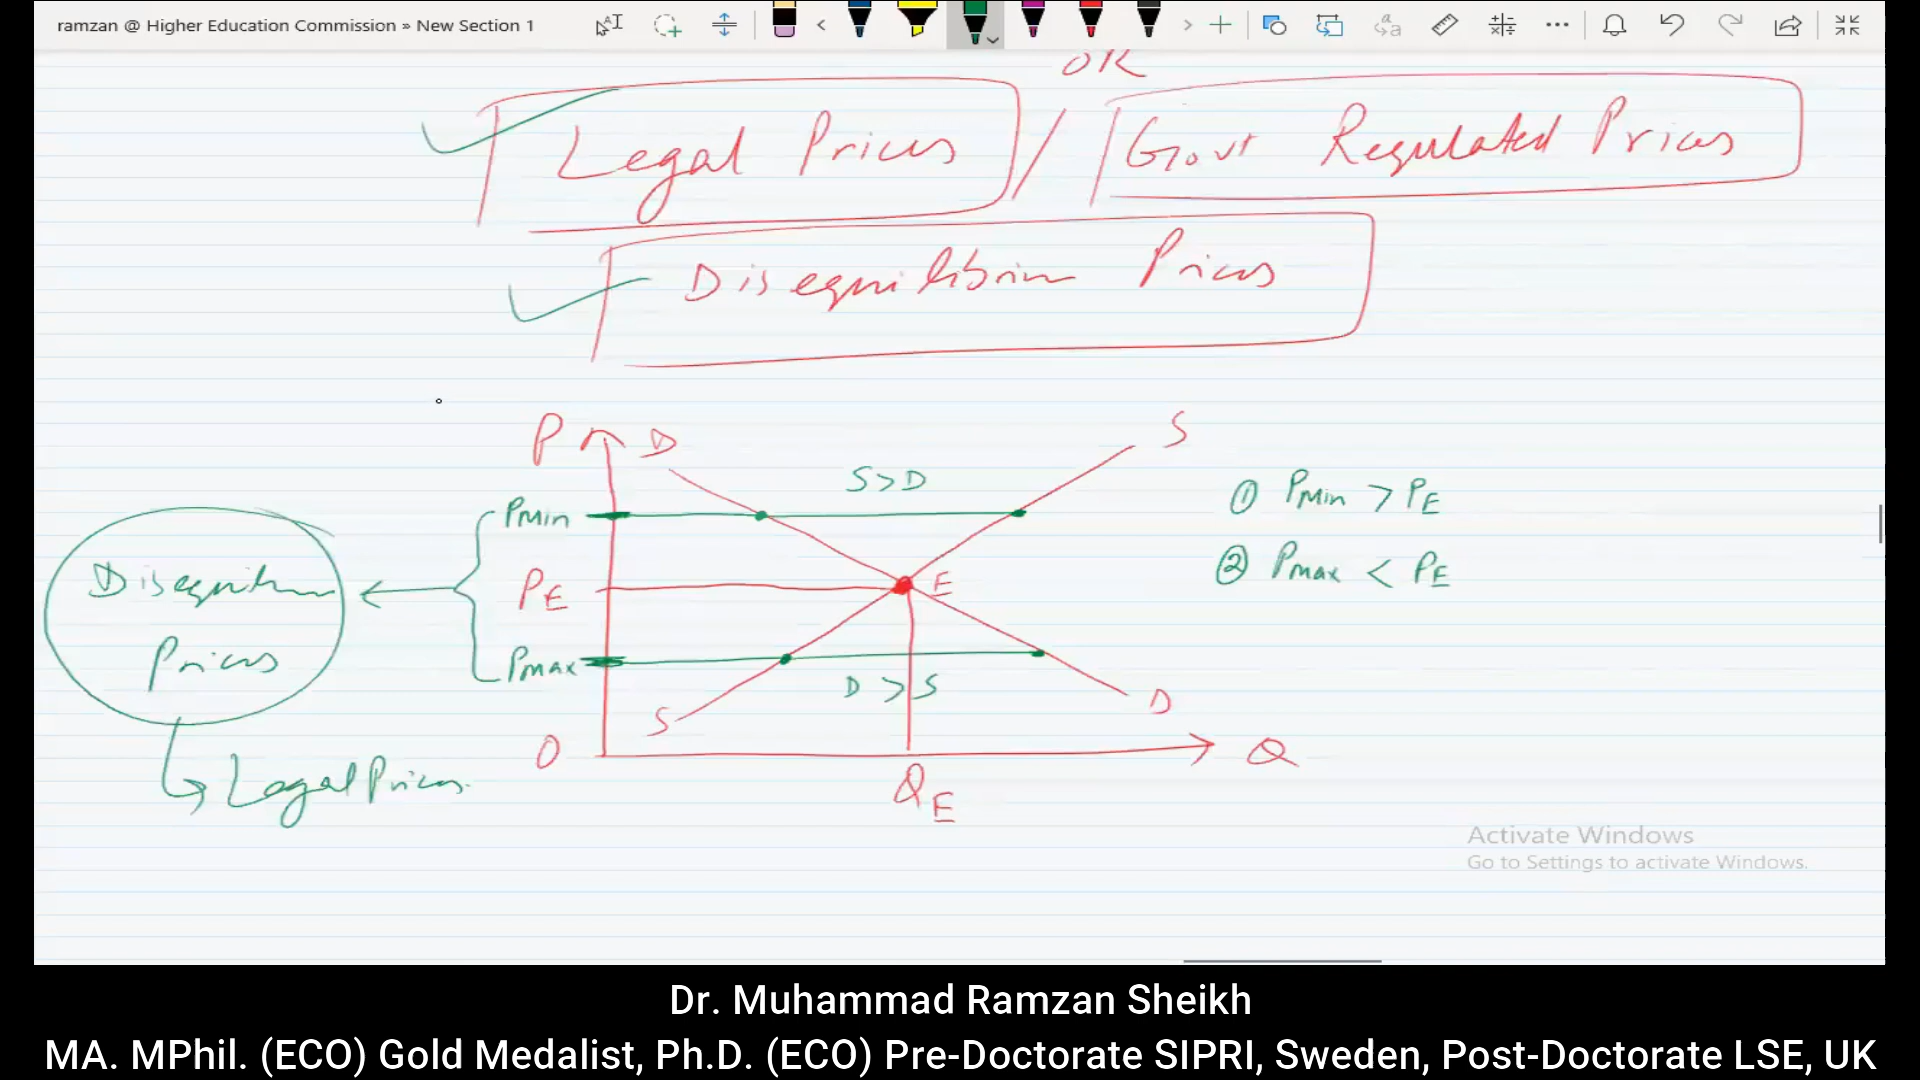 ramzan @ Higher Education Commission » New Section 1
OR
Legal Prices / Govt Regulated Prices
Disequilibrium Prices
P
D
S
S>D
Pmin
① Pmin > PE
PE
E
② Pmax < PE
Disequilibrium
Prices
Pmax
D > S
S
D
O
Q
QE
Legal Prices
Activate Windows
Go to Settings to activate Windows.
Dr. Muhammad Ramzan Sheikh
MA. MPhil. (ECO) Gold Medalist, Ph.D. (ECO) Pre-Doctorate SIPRI, Sweden, Post-Doctorate LSE, UK